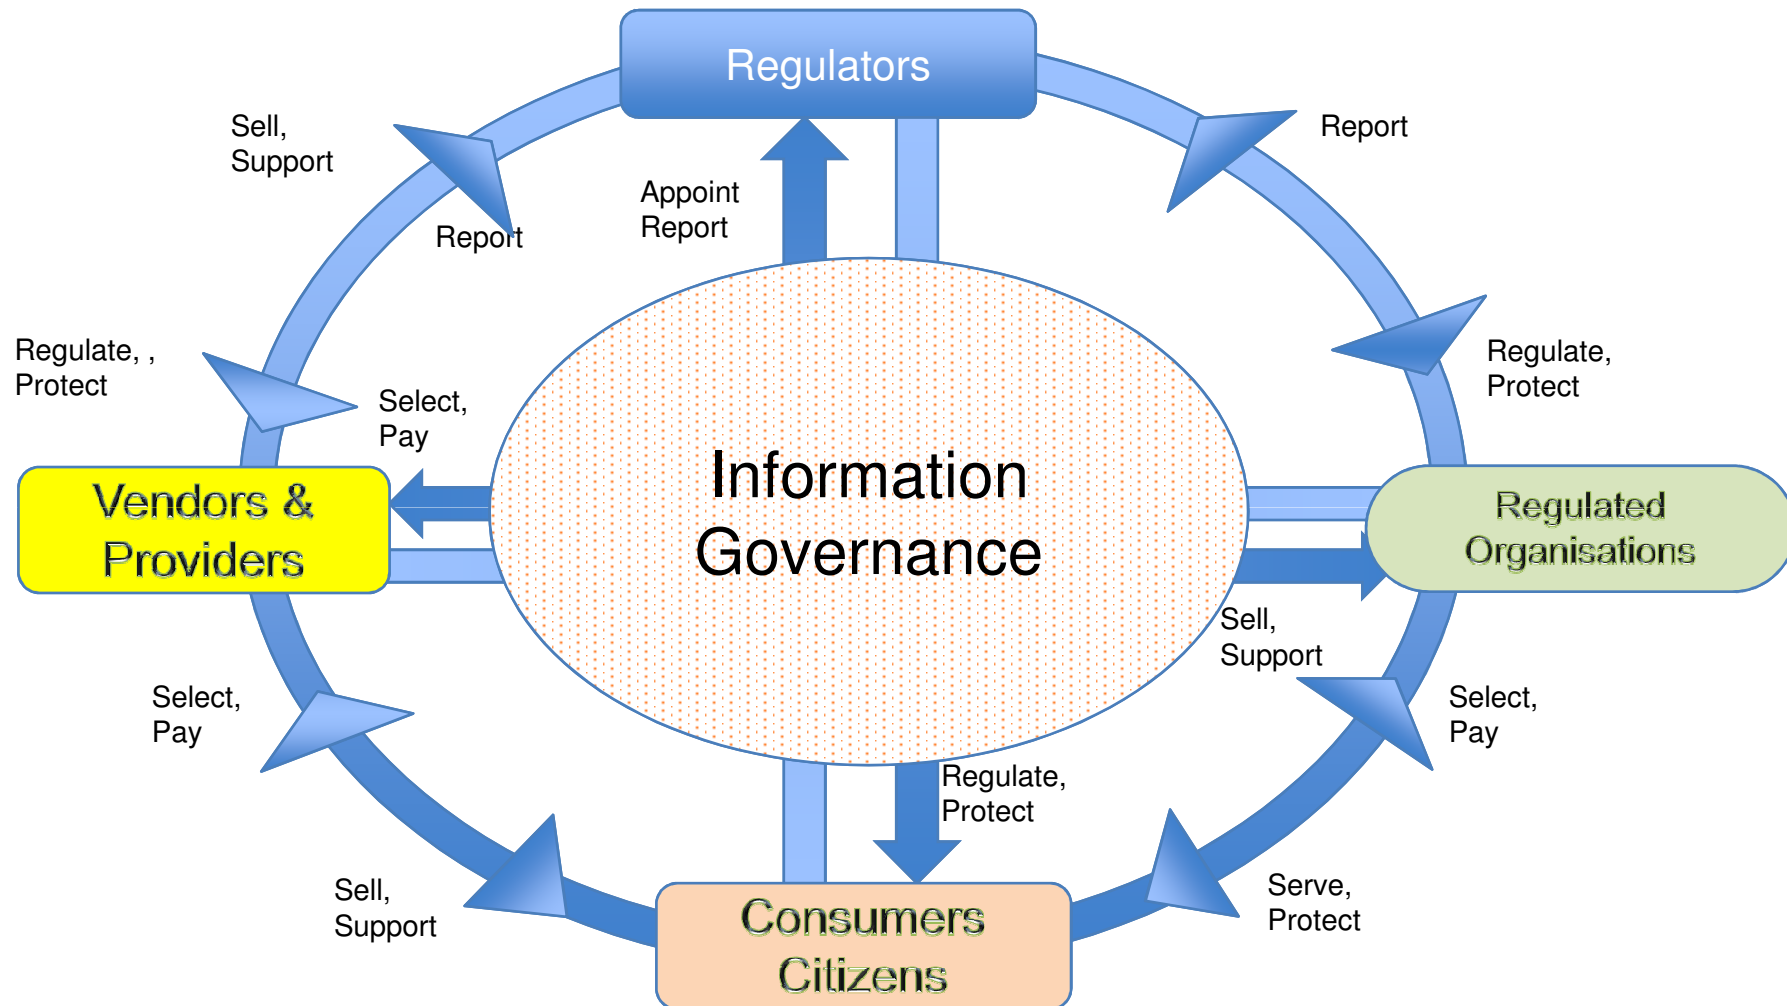 Regulators
Sell,
Support
Report
Report
Appoint
Report
Regulate, ,
Protect
Select,
Pay
Regulate,
Protect
Information
Governance
Vendors &
Providers
Regulated
Organisations
Sell,
Support
Select,
Pay
Select,
Pay
Regulate,
Protect
Sell,
Support
Serve,
Protect
Consumers
Citizens